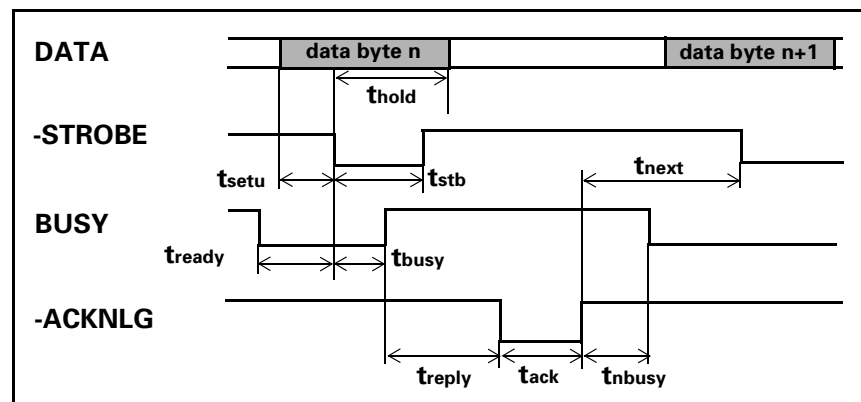 DATA
data byte n
data byte n+1
thold
-STROBE
tsetu
tstb
tnext
BUSY
tready
tbusy
-ACKNLG
treply
tack
tnbusy